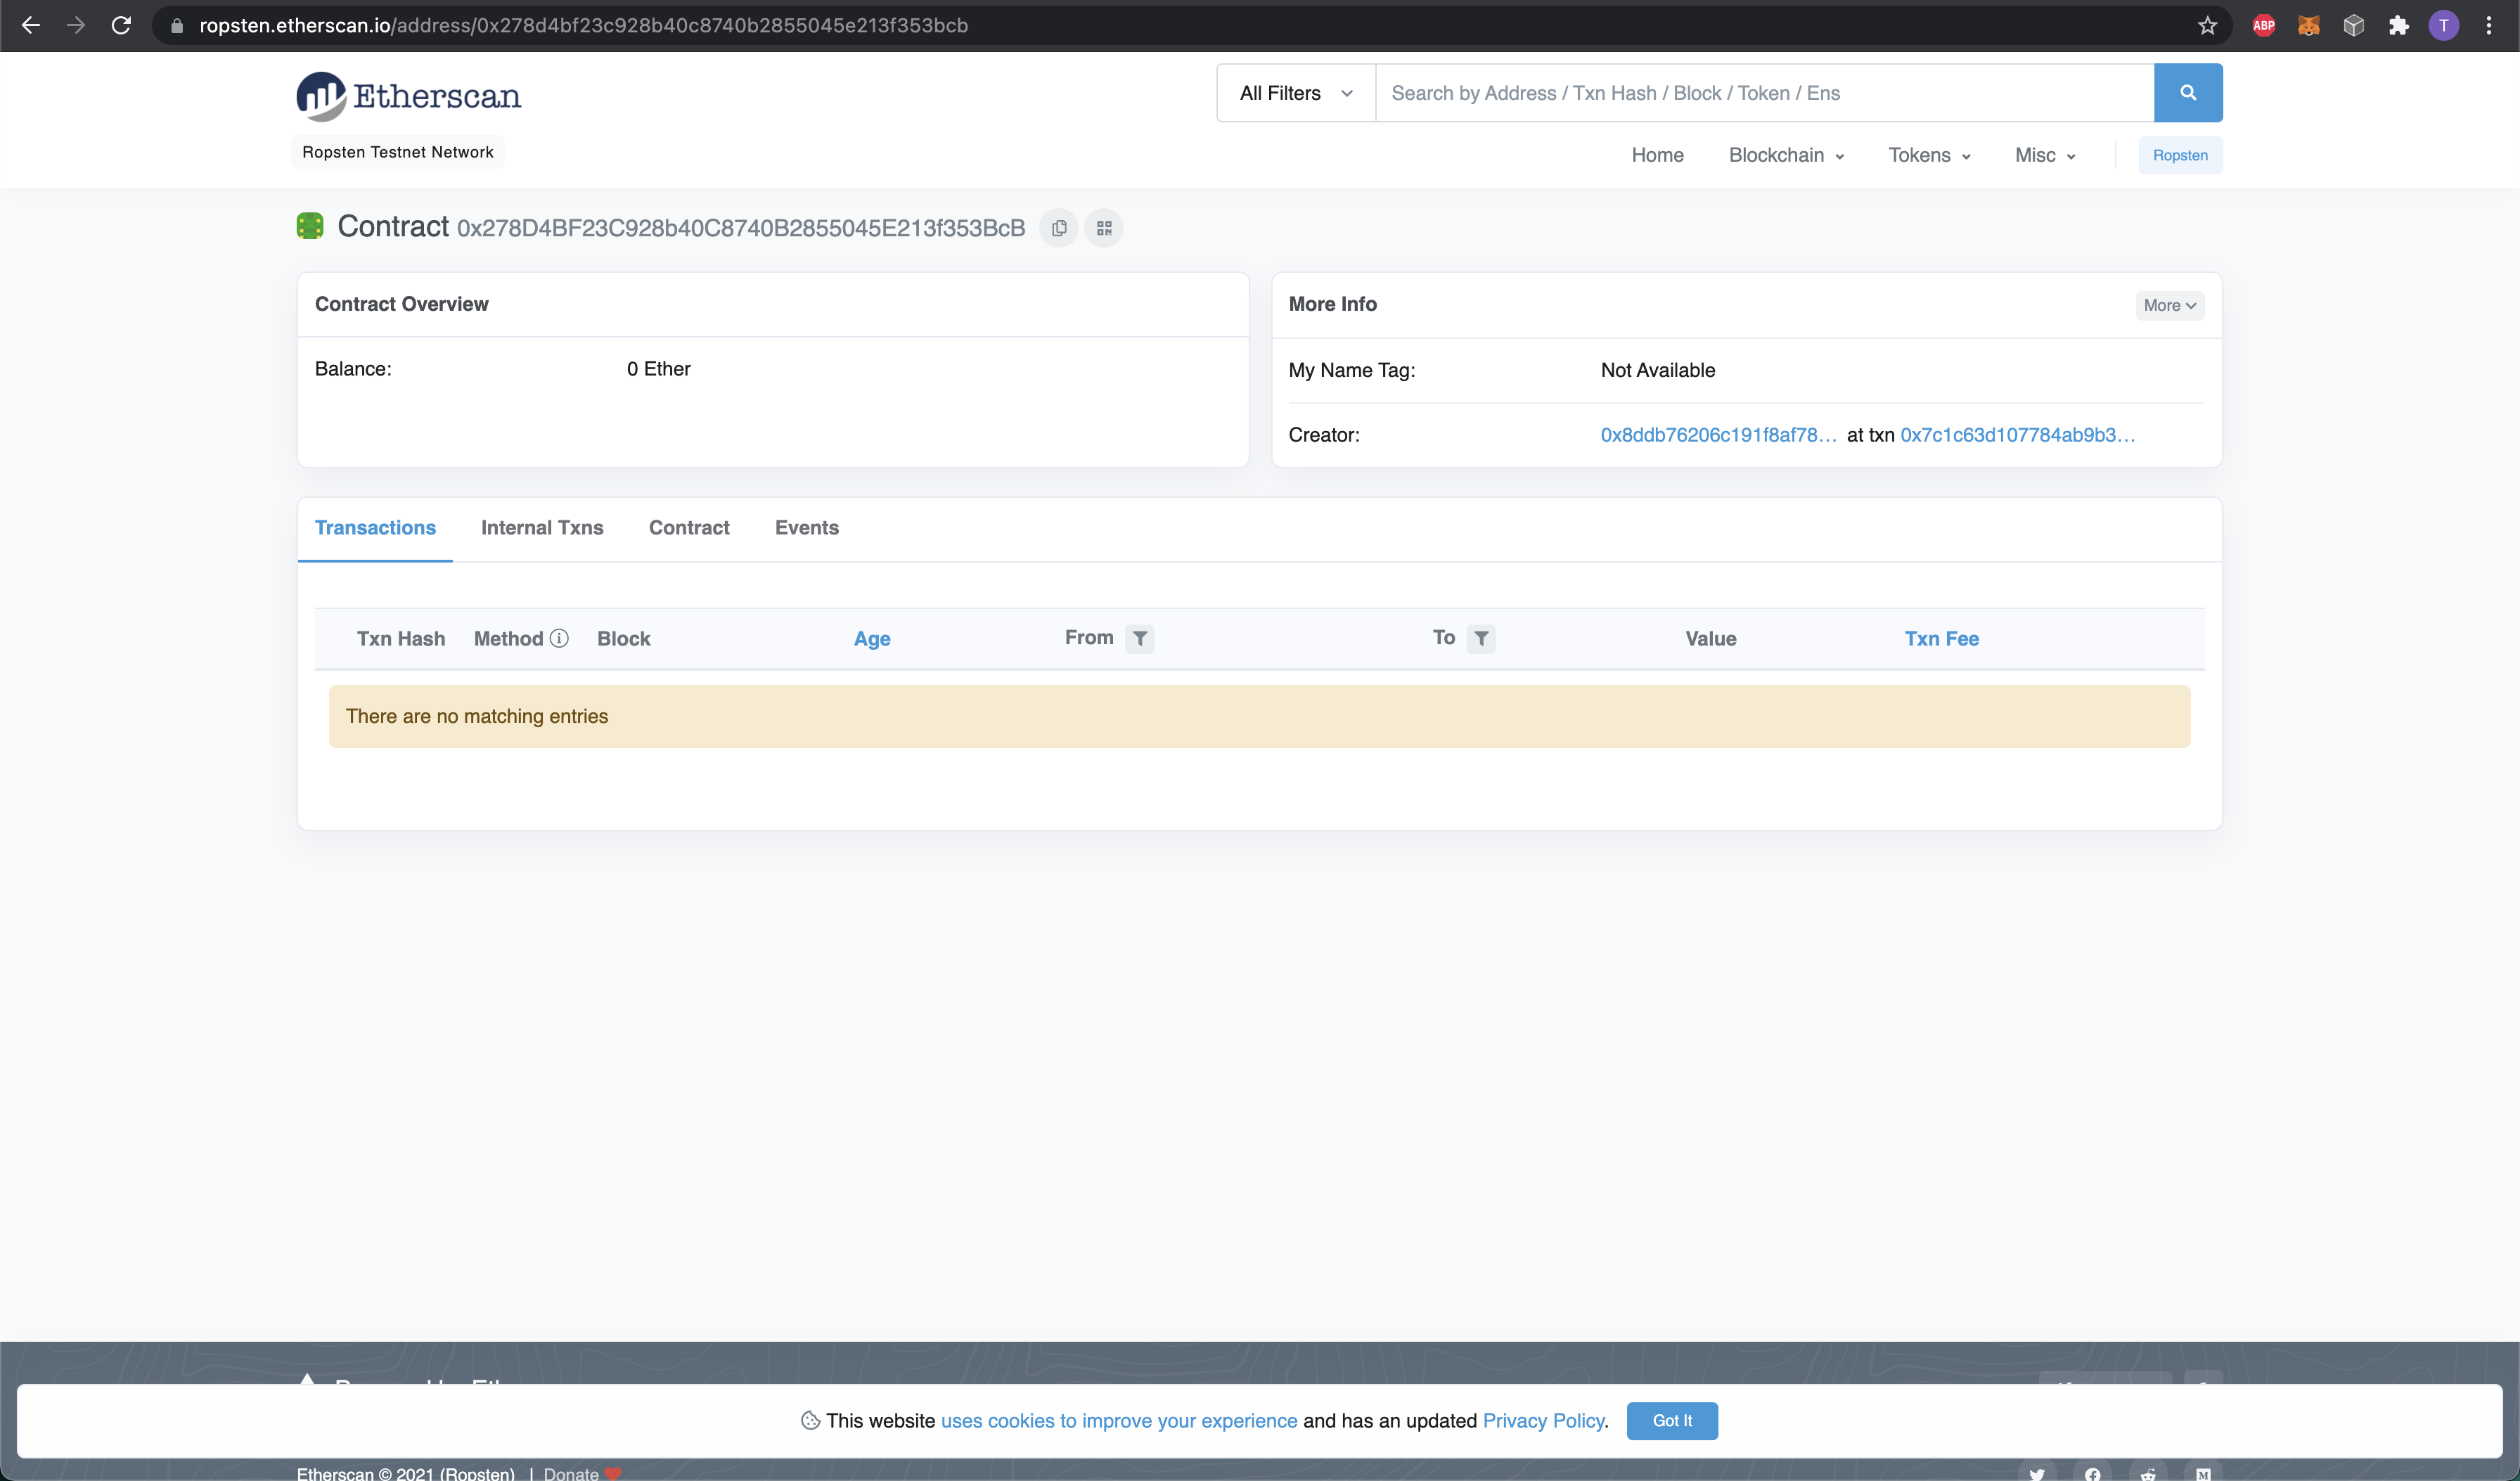 ropsten.etherscan.io/address/0x278d4bf23c928b40c8740b2855045e213f353bcb
ABP
T
Etherscan
All Filters
Search by Address / Txn Hash / Block / Token / Ens
Ropsten Testnet Network
Home Blockchain Tokens Misc Ropsten
Contract 0x278D4BF23C928b40C8740B2855045E213f353BcB
Contract Overview
Balance: 0 Ether
More Info More
My Name Tag: Not Available
Creator: 0x8ddb76206c191f8af78... at txn 0x7c1c63d107784ab9b3...
Transactions Internal Txns Contract Events
Txn Hash Method Block Age From To Value Txn Fee
There are no matching entries
This website uses cookies to improve your experience and has an updated Privacy Policy. Got It
Etherscan © 2021 (Ropsten) | Donate